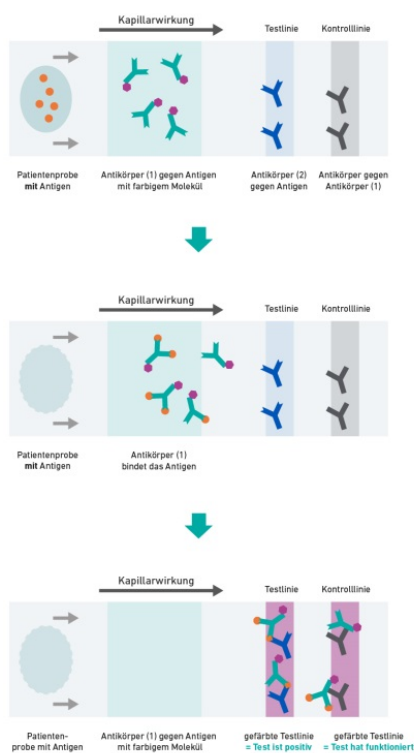 Kapillarwirkung
Testlinie Kontrolllinie
Patientenprobe
mit Antigen
Antikörper (1) gegen Antigen
mit farbigem Molekül
Antikörper (2)
gegen Antigen
Antikörper gegen
Antikörper (1)
Kapillarwirkung
Testlinie Kontrolllinie
Patientenprobe
mit Antigen
Antikörper (1)
bindet das Antigen
Kapillarwirkung
Testlinie Kontrolllinie
Patienten-
probe mit Antigen
Antikörper (1) gegen Antigen
mit farbigem Molekül
gefärbte Testlinie
= Test ist positiv
gefärbte Testlinie
= Test hat funktioniert